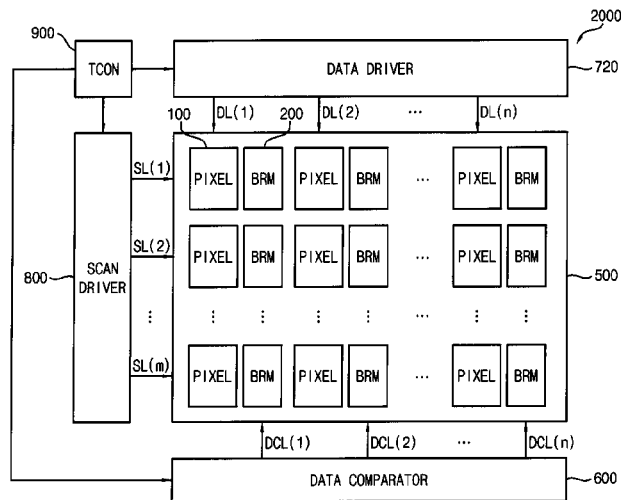 900
2000
TCON
DATA DRIVER
720
100
200
DL(1)
DL(2)
...
DL(n)
SL(1)
PIXEL BRM PIXEL BRM ... PIXEL BRM
SL(2)
PIXEL BRM PIXEL BRM ... PIXEL BRM
800
SCAN DRIVER
500
⋮
⋮ ⋮ ⋮ ⋮ ... ⋮ ⋮
SL(m)
PIXEL BRM PIXEL BRM ... PIXEL BRM
DCL(1)
DCL(2)
...
DCL(n)
DATA COMPARATOR
600